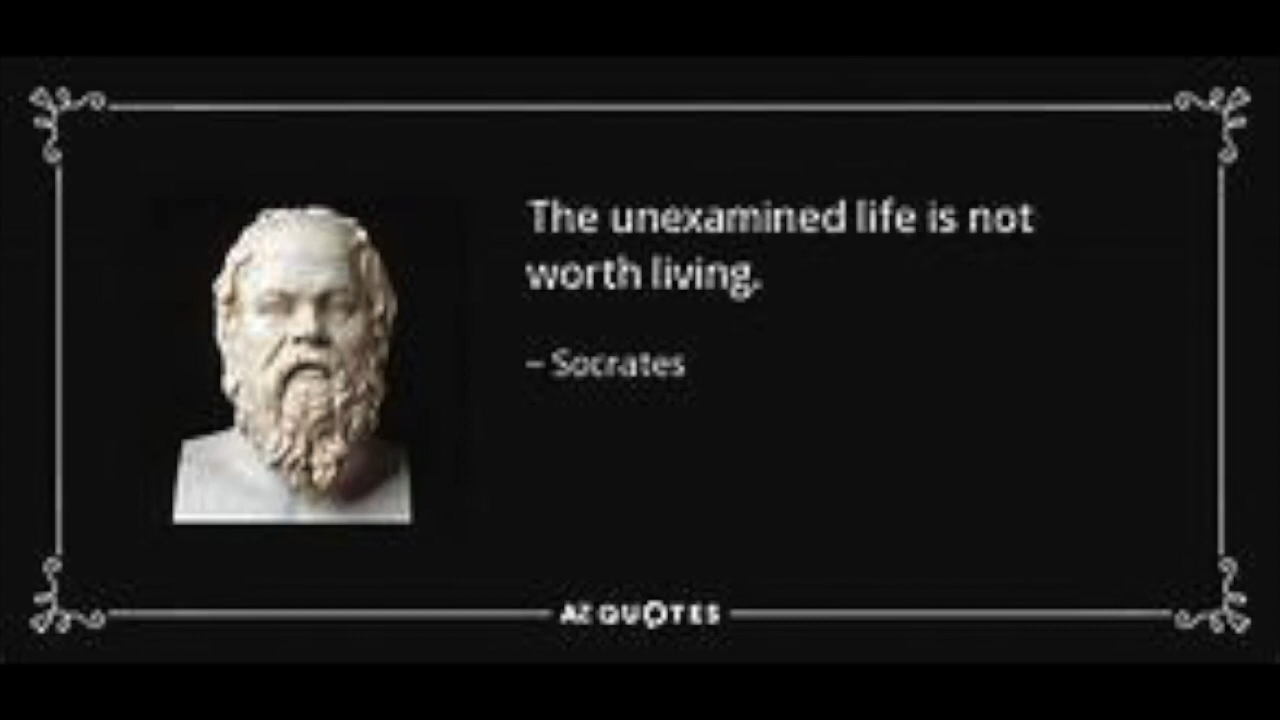 The unexamined life is not
worth living.
– Socrates
AZ QUOTES